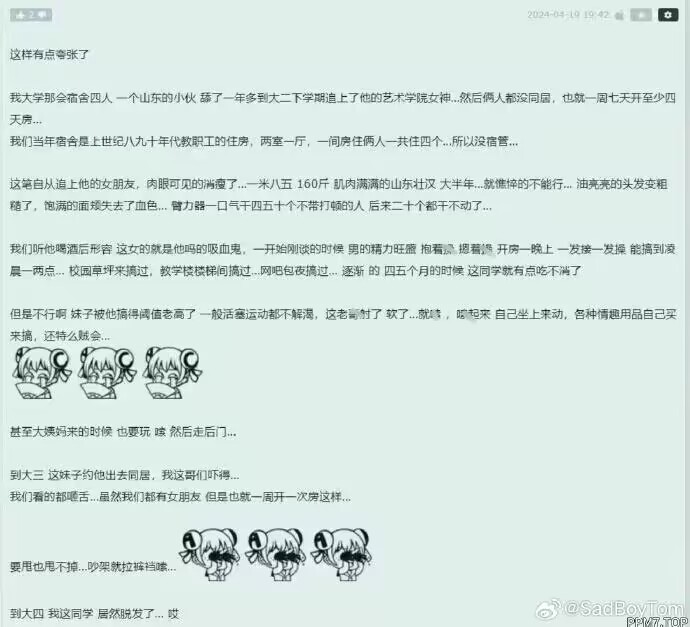 2
2024-04-19 19:42
这样有点夸张了
我大学那会宿舍四人 一个山东的小伙 舔了一年多到大二下学期追上了他的艺术学院女神...然后俩人都没同居，也就一周七天开至少四
天房...
我们当年宿舍是上世纪八九十年代教职工的住房，两室一厅，一间房住俩人一共住四个...所以没宿管...
这笔自从追上他的女朋友，肉眼可见的消瘦了...一米八五 160斤 肌肉满满的山东壮汉 大半年...就憔悴的不能行... 油亮亮的头发变粗
糙了，饱满的面颊失去了血色... 臂力器一口气干四五十个不带打顿的人 后来二十个都干不动了...
我们听他喝酒后形容 这女的就是他吗的吸血鬼，一开始刚谈的时候 男的精力旺盛 抱着 摁着 开房一晚上 一发接一发操 能搞到凌
晨一两点... 校园草坪来搞过，教学楼楼梯间搞过...网吧包夜搞过... 逐渐 的 四五个月的时候 这同学就有点吃不消了
但是不行啊 妹子被他搞得阈值老高了 一般活塞运动都不解渴，这老哥射了 软了...就 ， 起来 自己坐上来动，各种情趣用品自己买
来搞，还特么贼会...
甚至大姨妈来的时候 也要玩 嗦 然后走后门...
到大三 这妹子约他出去同居，我这哥们吓得...
我们看的都咂舌...虽然我们都有女朋友 但是也就一周开一次房这样...
要甩也甩不掉...吵架就拉裤裆嗦...
到大四 我这同学 居然脱发了... 哎
@SadBoyTom
PPM7.TOP